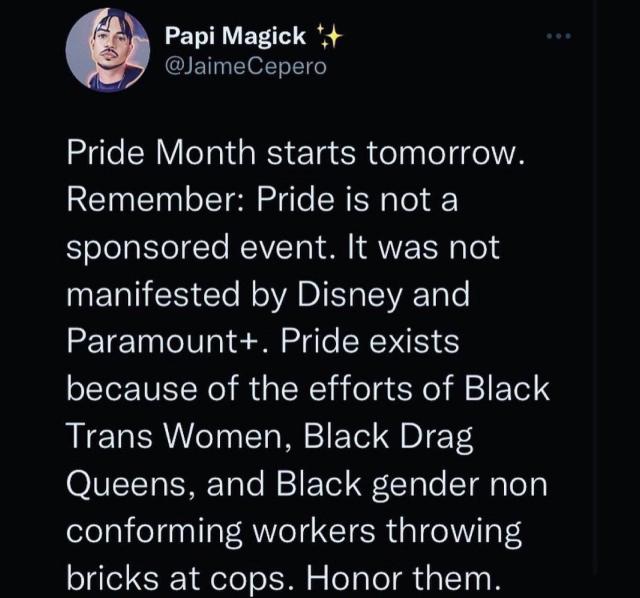 Papi Magick ✨
@JaimeCepero
Pride Month starts tomorrow.
Remember: Pride is not a
sponsored event. It was not
manifested by Disney and
Paramount+. Pride exists
because of the efforts of Black
Trans Women, Black Drag
Queens, and Black gender non
conforming workers throwing
bricks at cops. Honor them.